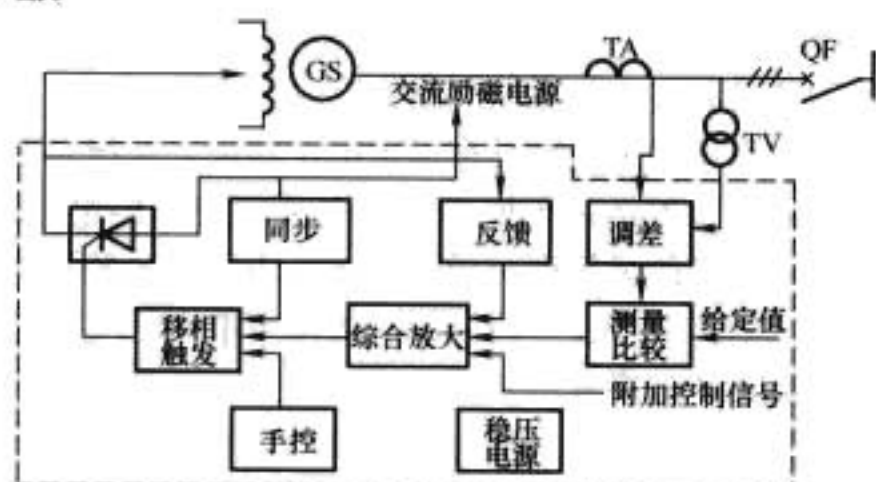 TA
QF
GS
交流励磁电源
TV
同步
反馈
调差
移相
触发
综合放大
测量
比较
给定值
附加控制信号
手控
稳压
电源